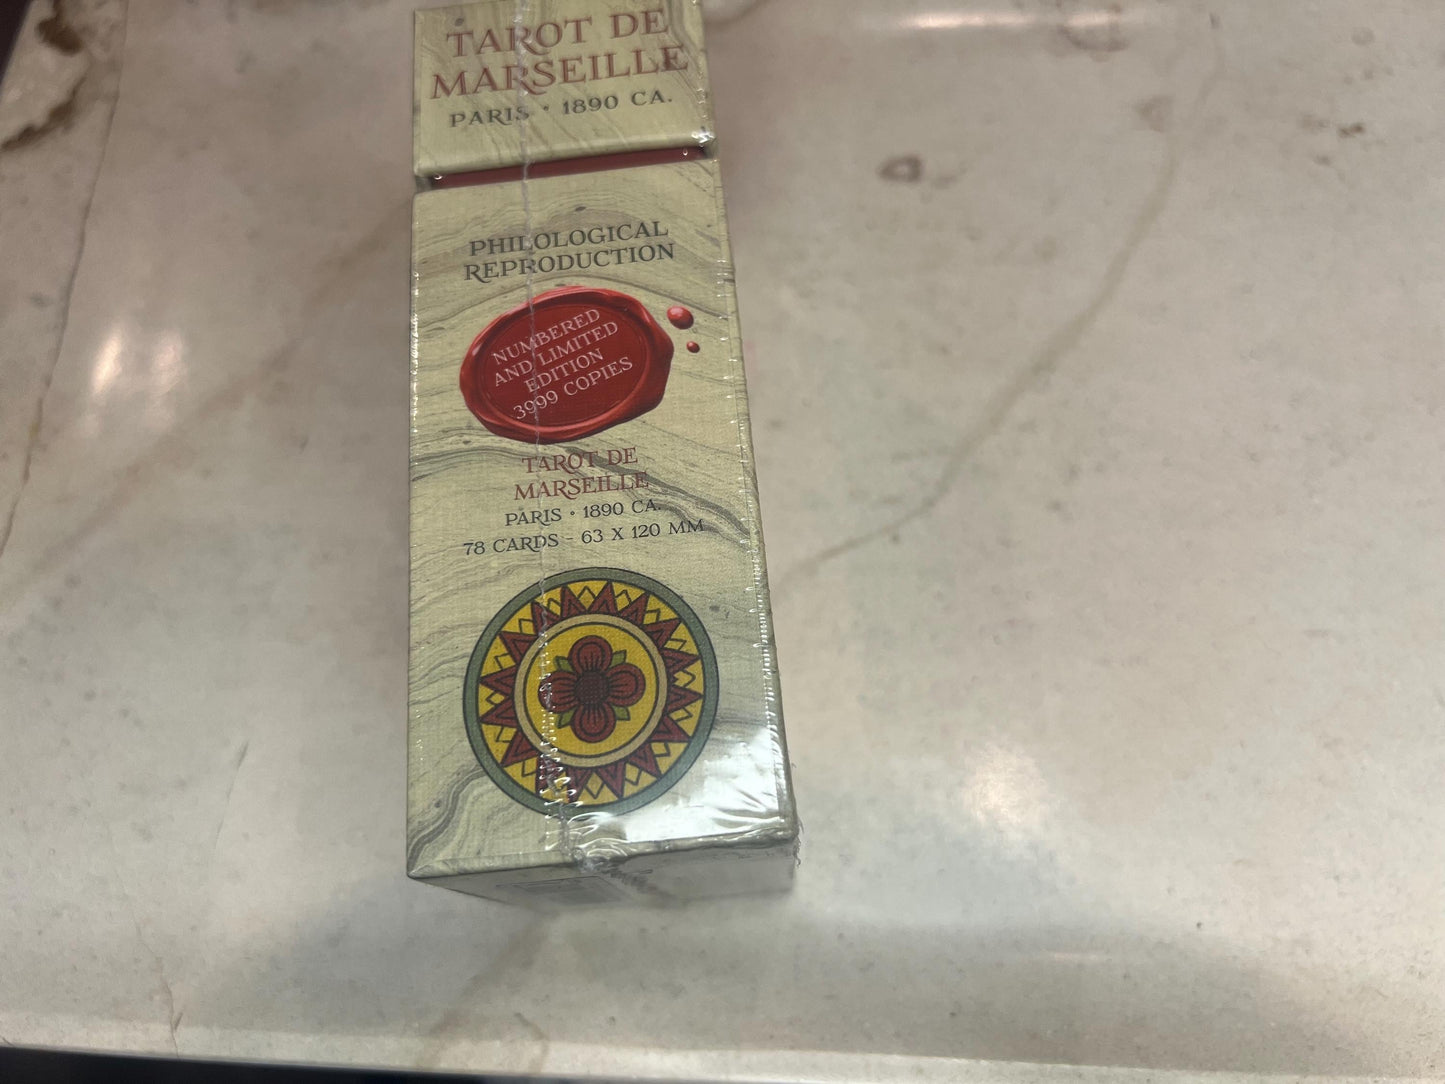 TAROT DE
MARSEILLE
PARIS • 1890 CA.
PHILOLOGICAL
REPRODUCTION
NUMBERED
AND LIMITED
EDITION
3999 COPIES
TAROT DE
MARSEILLE
PARIS • 1890 CA.
78 CARDS - 63 X 120 MM